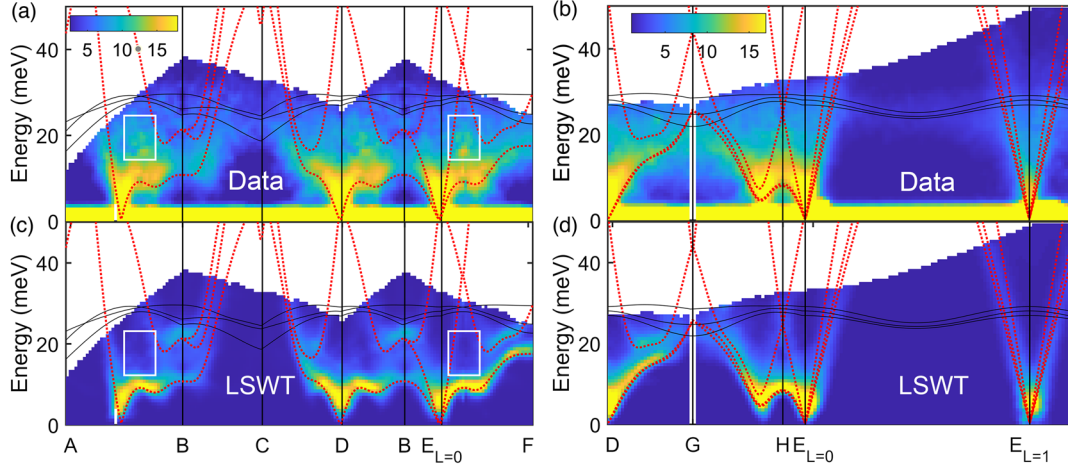 (a)
5 10 15
40
20
0
Energy (meV)
Data
(b)
5 10 15
40
20
0
Energy (meV)
Data
(c)
40
20
0
Energy (meV)
LSWT
A B C D B E_{L=0} F
(d)
40
20
0
Energy (meV)
LSWT
D G H E_{L=0} E_{L=1}